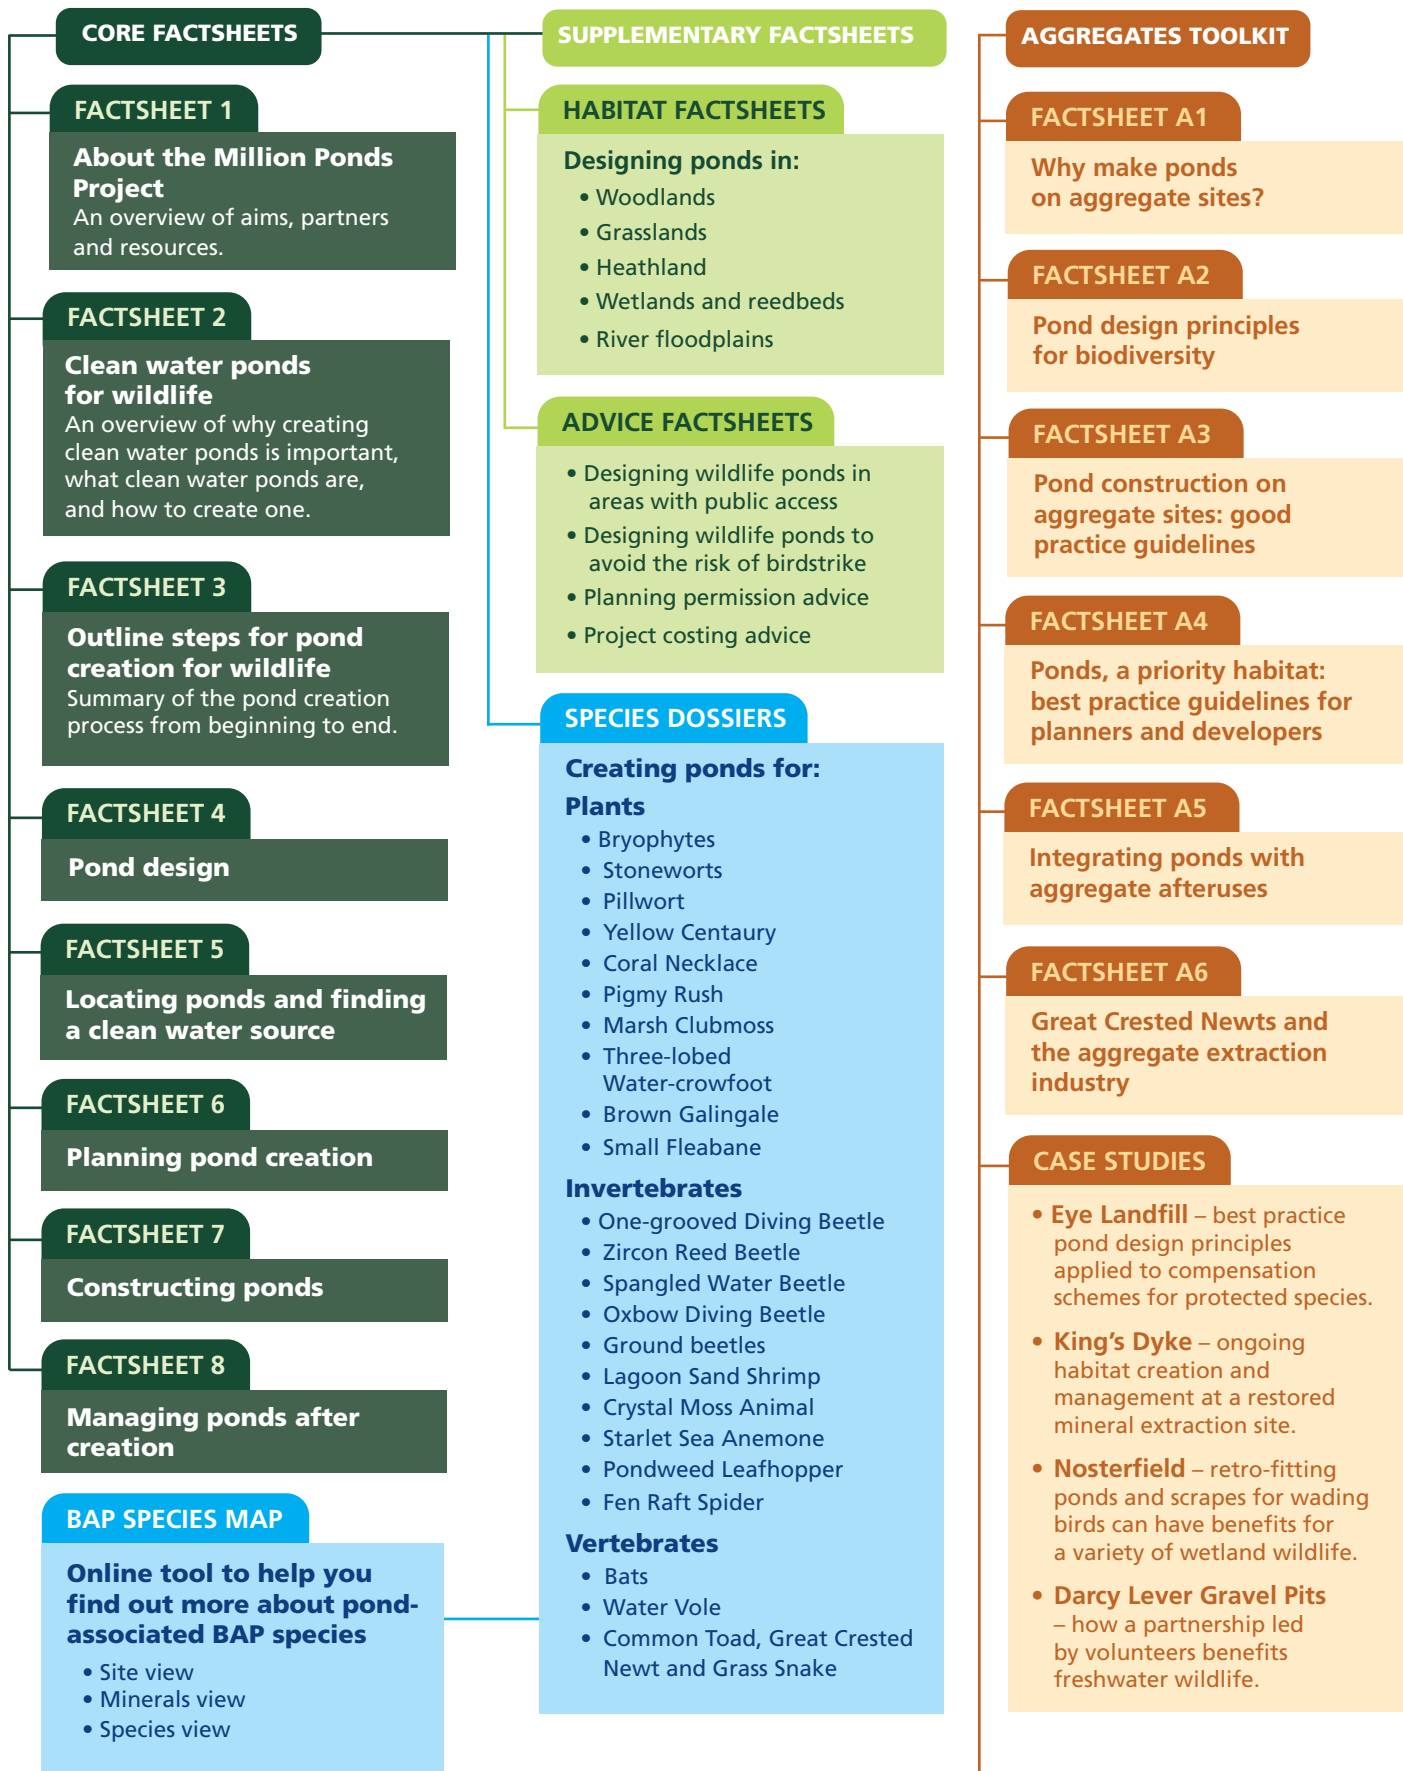 CORE FACTSHEETS
FACTSHEET 1
About the Million Ponds
Project
An overview of aims, partners
and resources.
FACTSHEET 2
Clean water ponds
for wildlife
An overview of why creating
clean water ponds is important,
what clean water ponds are,
and how to create one.
FACTSHEET 3
Outline steps for pond
creation for wildlife
Summary of the pond creation
process from beginning to end.
FACTSHEET 4
Pond design
FACTSHEET 5
Locating ponds and finding
a clean water source
FACTSHEET 6
Planning pond creation
FACTSHEET 7
Constructing ponds
FACTSHEET 8
Managing ponds after
creation
BAP SPECIES MAP
Online tool to help you
find out more about pond-
associated BAP species
• Site view
• Minerals view
• Species view
SUPPLEMENTARY FACTSHEETS
HABITAT FACTSHEETS
Designing ponds in:
• Woodlands
• Grasslands
• Heathland
• Wetlands and reedbeds
• River floodplains
ADVICE FACTSHEETS
• Designing wildlife ponds in
areas with public access
• Designing wildlife ponds to
avoid the risk of birdstrike
• Planning permission advice
• Project costing advice
SPECIES DOSSIERS
Creating ponds for:
Plants
• Bryophytes
• Stoneworts
• Pillwort
• Yellow Centaury
• Coral Necklace
• Pigmy Rush
• Marsh Clubmoss
• Three-lobed
Water-crowfoot
• Brown Galingale
• Small Fleabane
Invertebrates
• One-grooved Diving Beetle
• Zircon Reed Beetle
• Spangled Water Beetle
• Oxbow Diving Beetle
• Ground beetles
• Lagoon Sand Shrimp
• Crystal Moss Animal
• Starlet Sea Anemone
• Pondweed Leafhopper
• Fen Raft Spider
Vertebrates
• Bats
• Water Vole
• Common Toad, Great Crested
Newt and Grass Snake
AGGREGATES TOOLKIT
FACTSHEET A1
Why make ponds
on aggregate sites?
FACTSHEET A2
Pond design principles
for biodiversity
FACTSHEET A3
Pond construction on
aggregate sites: good
practice guidelines
FACTSHEET A4
Ponds, a priority habitat:
best practice guidelines for
planners and developers
FACTSHEET A5
Integrating ponds with
aggregate afteruses
FACTSHEET A6
Great Crested Newts and
the aggregate extraction
industry
CASE STUDIES
• Eye Landfill – best practice
pond design principles
applied to compensation
schemes for protected species.
• King’s Dyke – ongoing
habitat creation and
management at a restored
mineral extraction site.
• Nosterfield – retro-fitting
ponds and scrapes for wading
birds can have benefits for
a variety of wetland wildlife.
• Darcy Lever Gravel Pits
– how a partnership led
by volunteers benefits
freshwater wildlife.